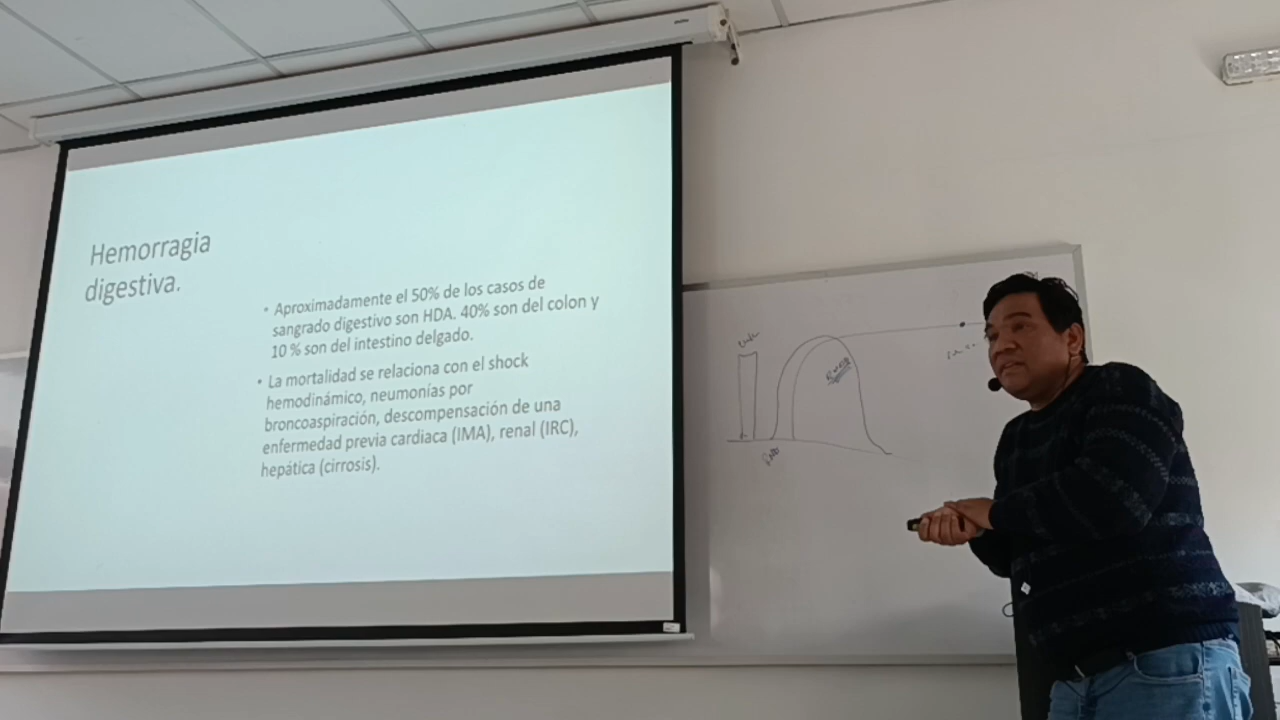 Hemorragia
digestiva.
• Aproximadamente el 50% de los casos de
sangrado digestivo son HDA. 40% son del colon y
10 % son del intestino delgado.
• La mortalidad se relaciona con el shock
hemodinámico, neumonías por
broncoaspiración, descompensación de una
enfermedad previa cardiaca (IMA), renal (IRC),
hepática (cirrosis).